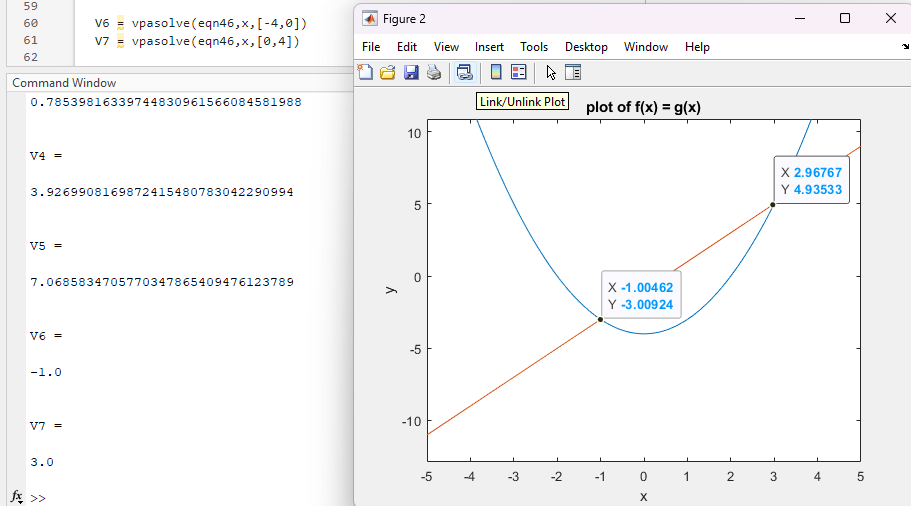 59
60 V6 = vpasolve(eqn46,x,[-4,0])
61 V7 = vpasolve(eqn46,x,[0,4])
62
Command Window
0.78539816339744830961566084581988
V4 =
3.9269908169872415480783042290994
V5 =
7.0685834705770347865409476123789
V6 =
-1.0
V7 =
3.0
fx >>
Figure 2
File Edit View Insert Tools Desktop Window Help
Link/Unlink Plot
plot of f(x) = g(x)
10
5
0
-5
-10
y
X 2.96767
Y 4.93533
X -1.00462
Y -3.00924
-5 -4 -3 -2 -1 0 1 2 3 4 5
x